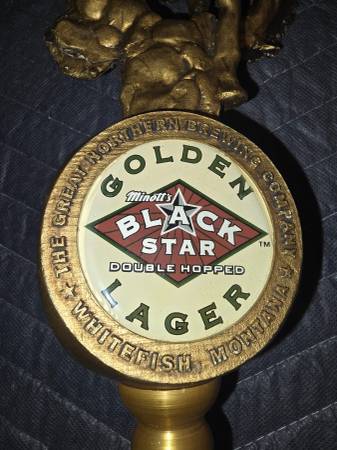 THE GREAT NORTHERN BREWING COMPANY
GOLDEN
Minott's
BLACK
STAR
TM
DOUBLE HOPPED
LAGER
WHITEFISH, MONTANA